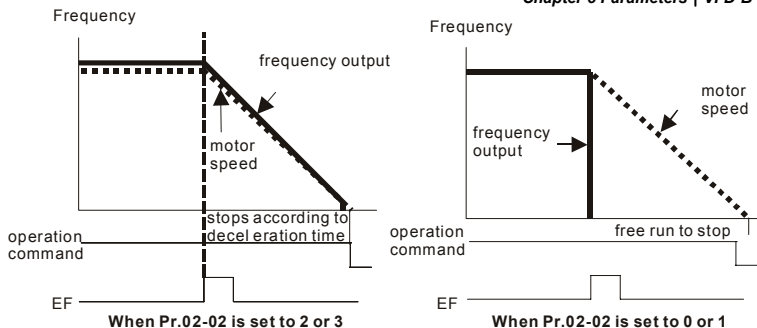 Chapter 5 Parameters | VFD-B
Frequency
frequency output
motor
speed
stops according to
decel eration time
operation
command
EF
When Pr.02-02 is set to 2 or 3
Frequency
motor
speed
frequency
output
free run to stop
operation
command
EF
When Pr.02-02 is set to 0 or 1